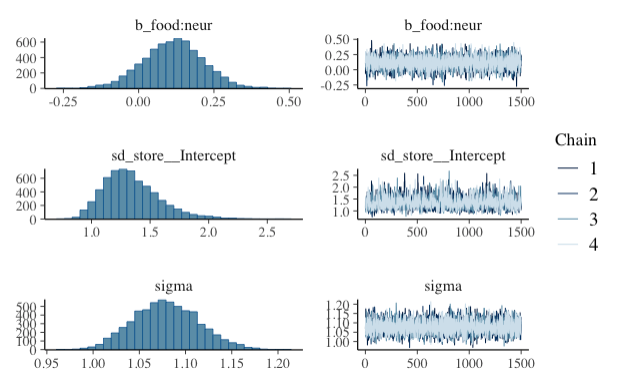 b_food:neur
b_food:neur
600
400
200
0
-0.25 0.00 0.25 0.50
0.50
0.25
0.00
-0.25
0 500 1000 1500
sd_store__Intercept
sd_store__Intercept
600
400
200
0
1.0 1.5 2.0 2.5
2.5
2.0
1.5
1.0
0 500 1000 1500
sigma
sigma
500
400
300
200
100
0
0.95 1.00 1.05 1.10 1.15 1.20
1.20
1.15
1.10
1.05
1.00
0 500 1000 1500
Chain
1
2
3
4